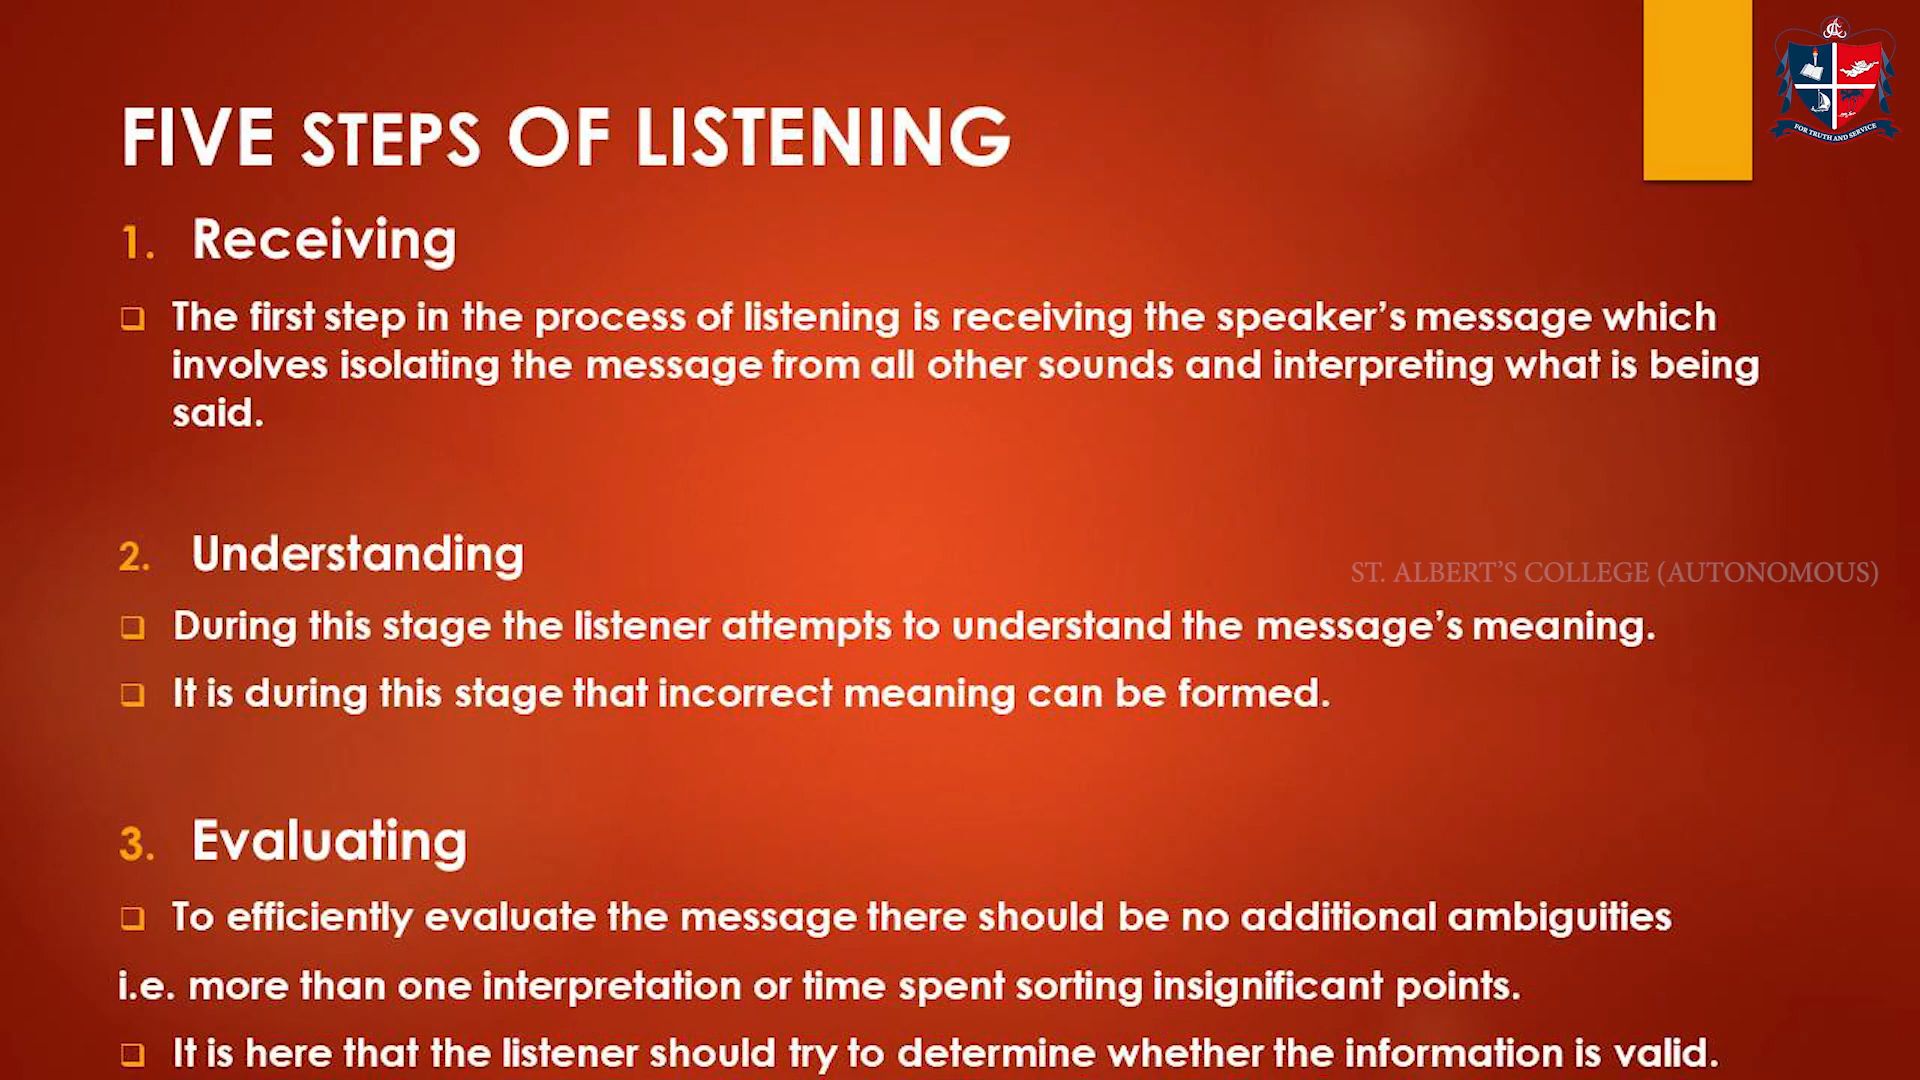 FIVE STEPS OF LISTENING
1. Receiving
❑ The first step in the process of listening is receiving the speaker’s message which
involves isolating the message from all other sounds and interpreting what is being
said.
2. Understanding
❑ During this stage the listener attempts to understand the message’s meaning.
❑ It is during this stage that incorrect meaning can be formed.
3. Evaluating
❑ To efficiently evaluate the message there should be no additional ambiguities
i.e. more than one interpretation or time spent sorting insignificant points.
❑ It is here that the listener should try to determine whether the information is valid.
FOR TRUTH AND SERVICE
ST. ALBERT’S COLLEGE (AUTONOMOUS)